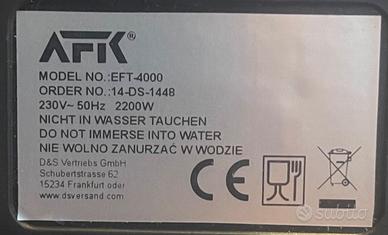 AFK®
MODEL NO.:EFT-4000
ORDER NO.:14-DS-1448
230V~ 50Hz 2200W
NICHT IN WASSER TAUCHEN
DO NOT IMMERSE INTO WATER
NIE WOLNO ZANURZAĆ W WODZIE
D&S Vertriebs GmbH
Schubertstrasse 62
15234 Frankfurt oder
www.dsversand.com
CE
subito